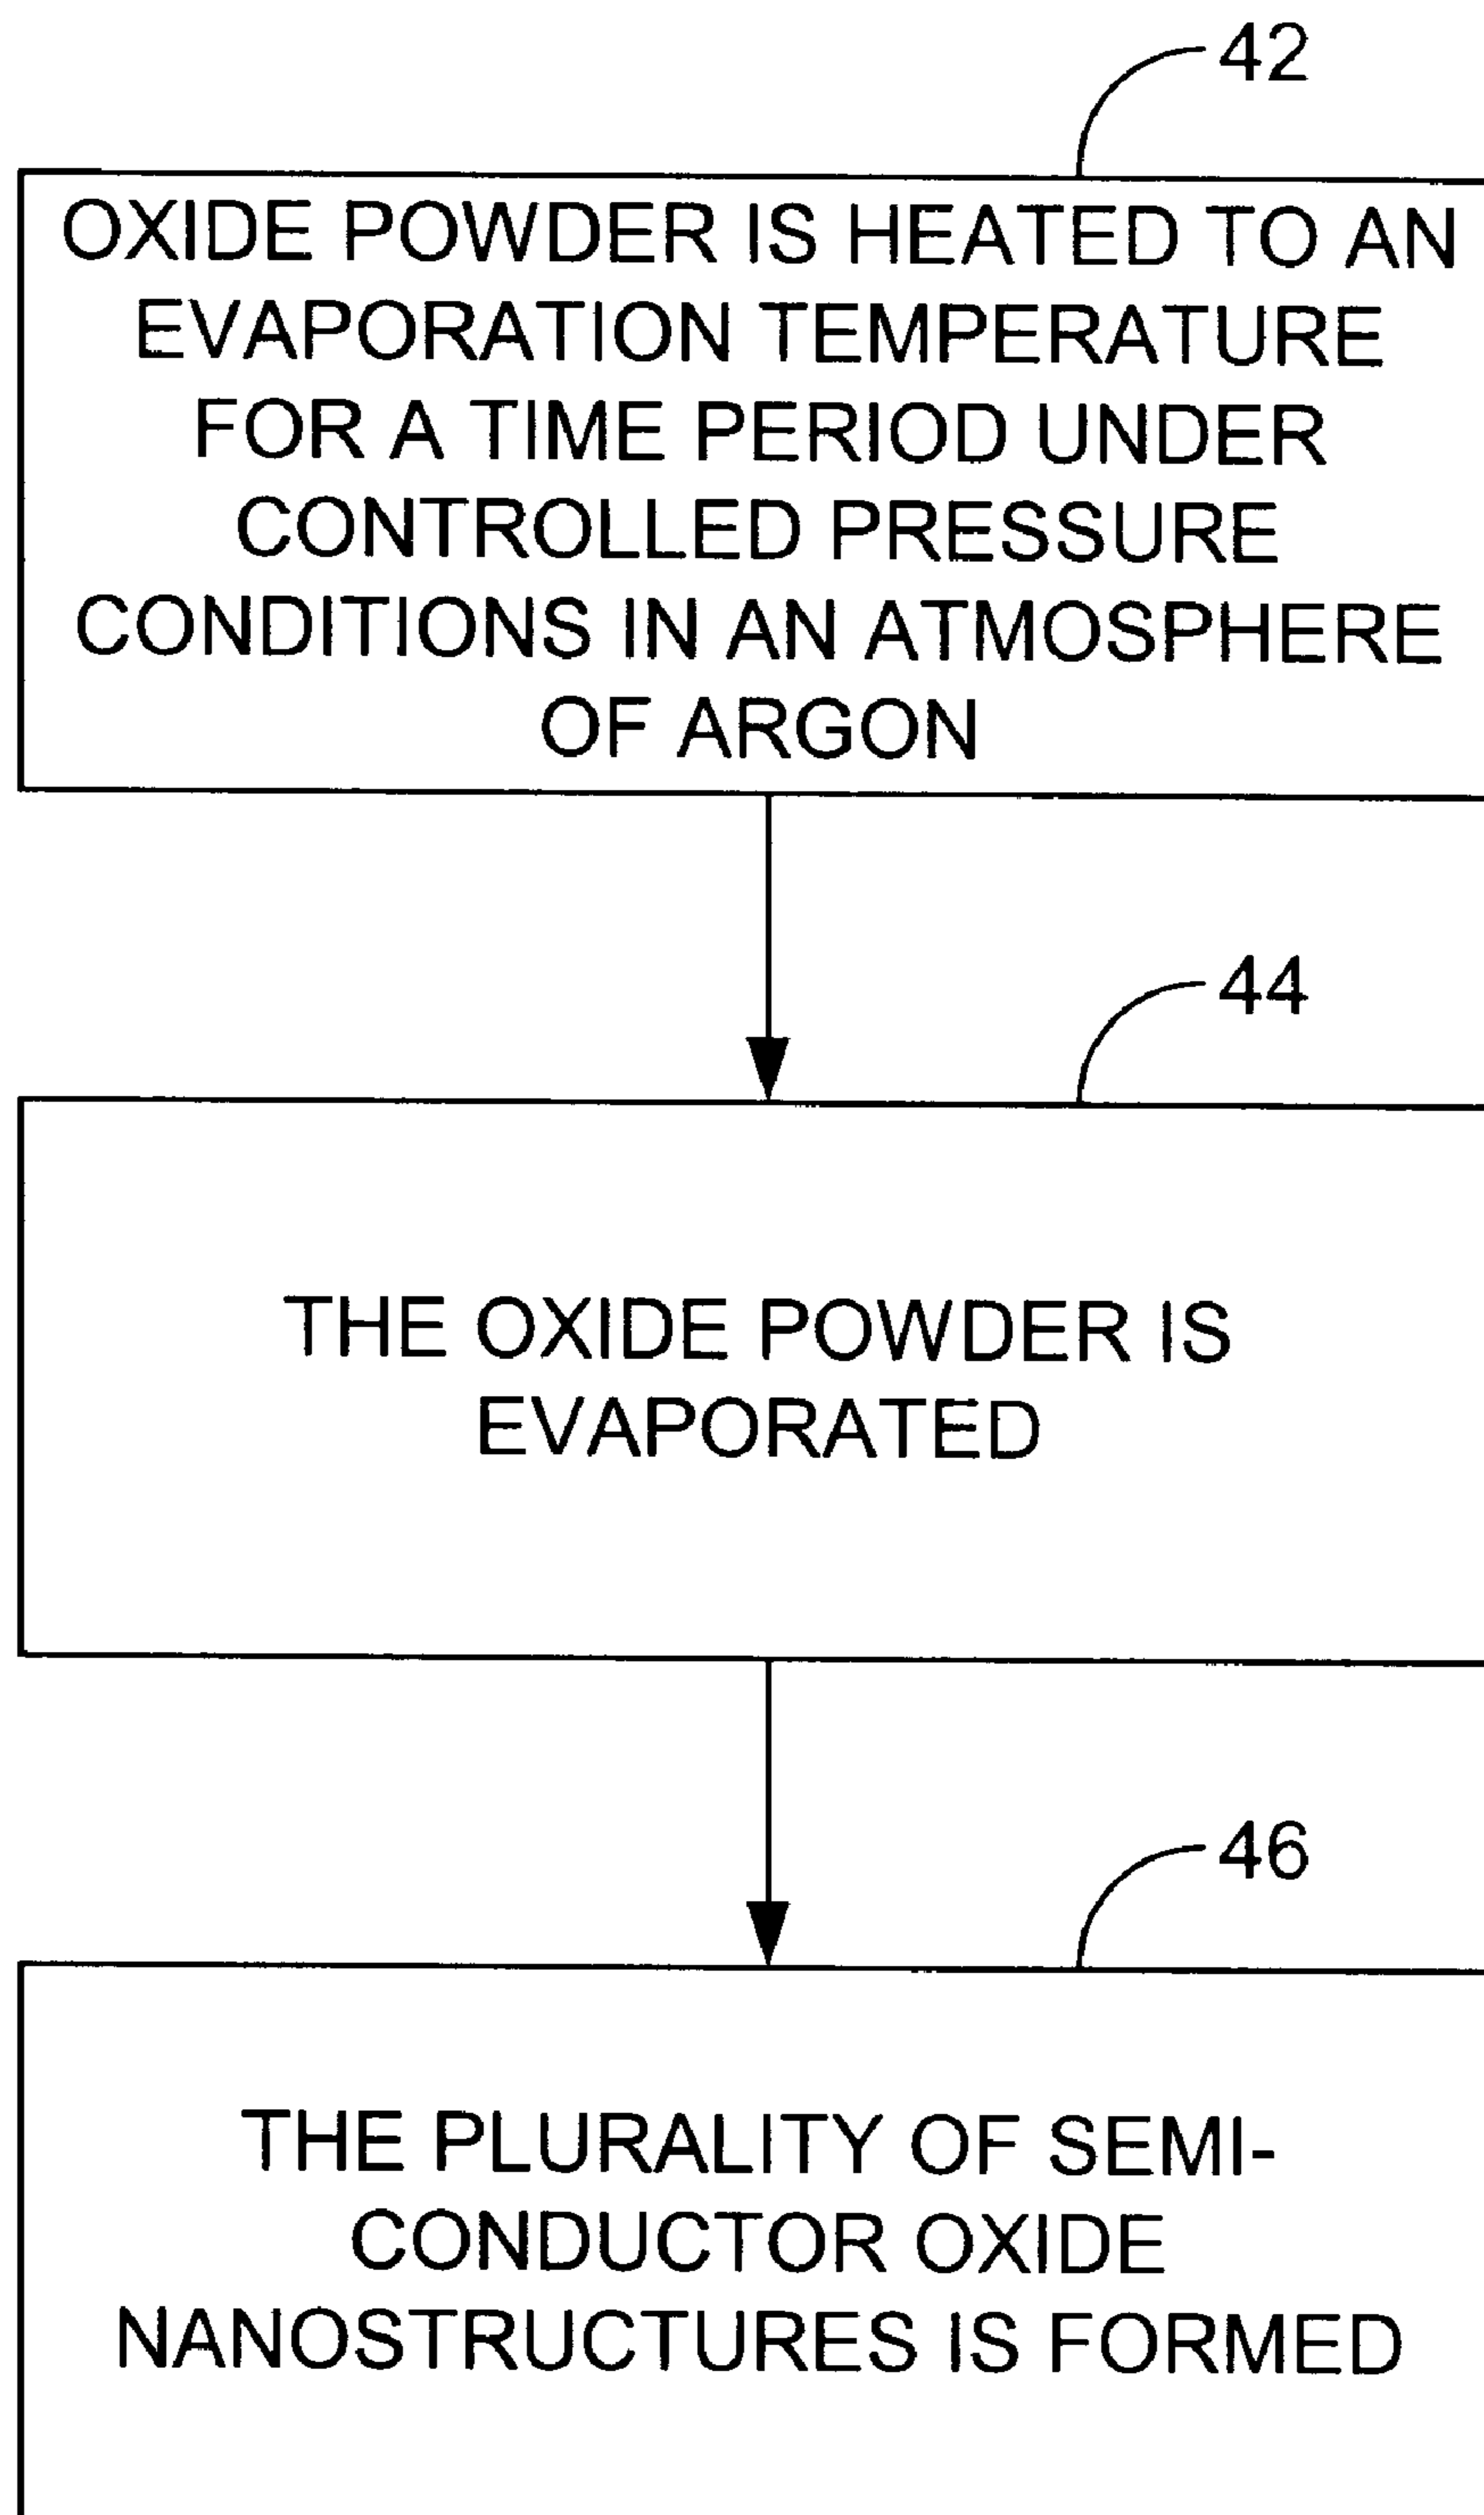 42
OXIDE POWDER IS HEATED TO AN
EVAPORATION TEMPERATURE
FOR A TIME PERIOD UNDER
CONTROLLED PRESSURE
CONDITIONS IN AN ATMOSPHERE
OF ARGON
44
THE OXIDE POWDER IS
EVAPORATED
46
THE PLURALITY OF SEMI-
CONDUCTOR OXIDE
NANOSTRUCTURES IS FORMED